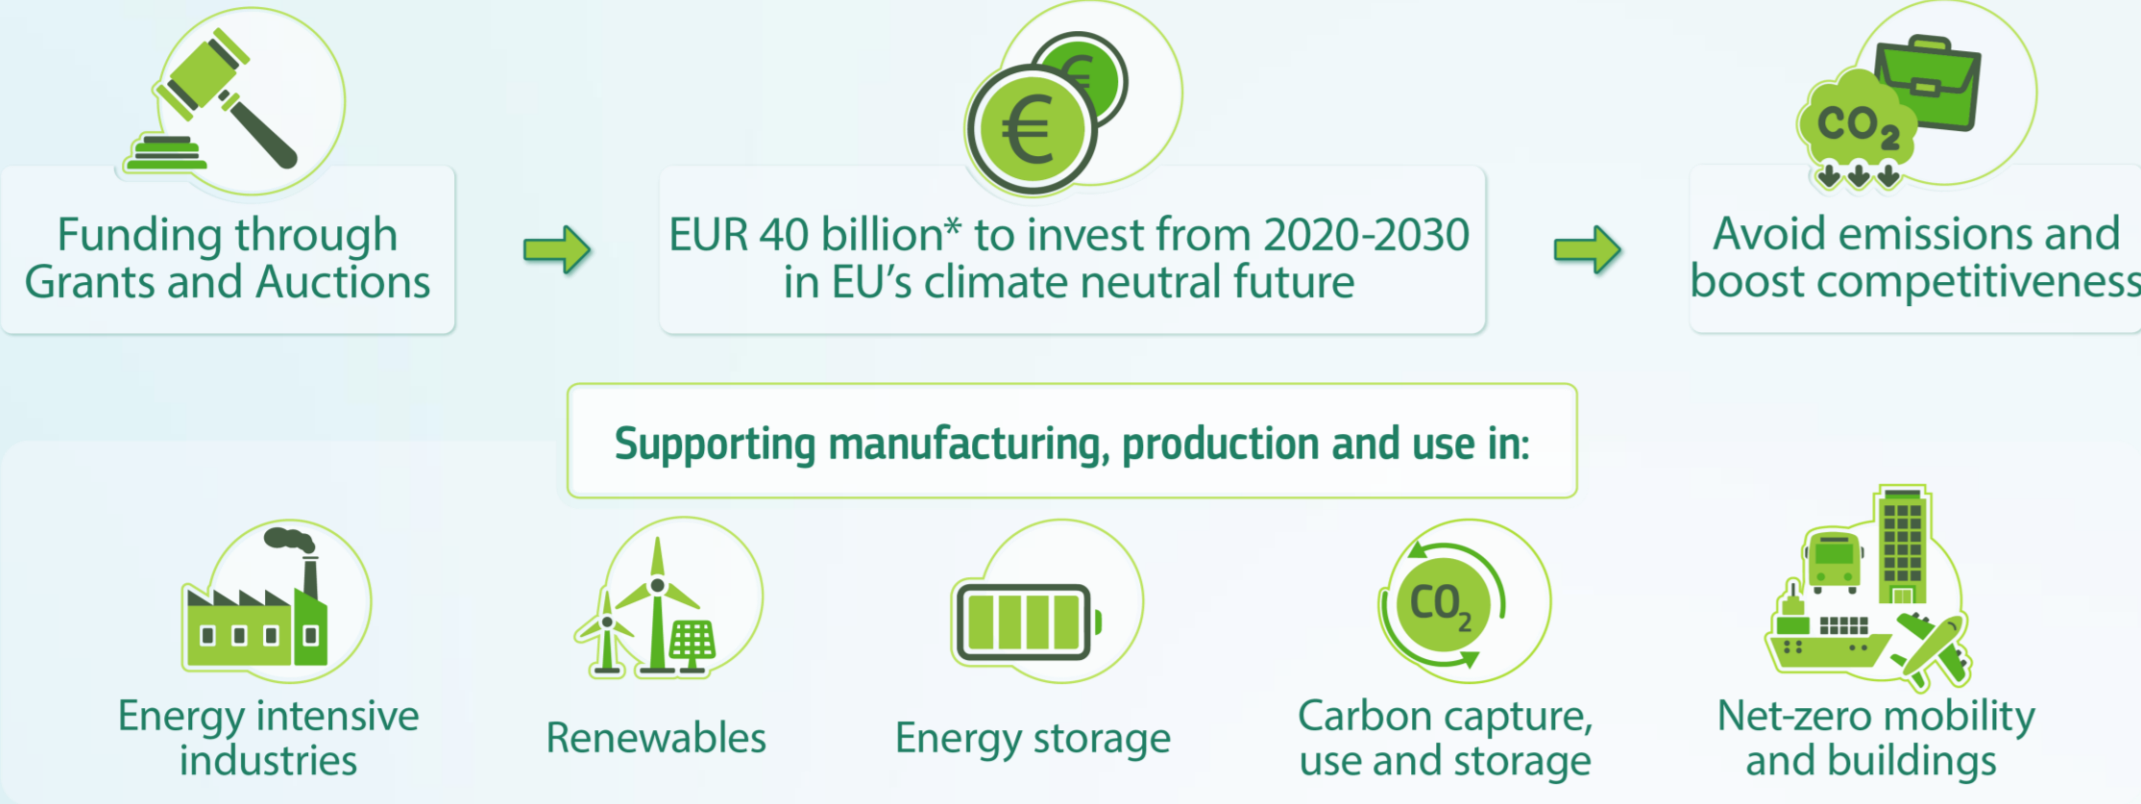 €
€
CO₂
Funding through
Grants and Auctions
EUR 40 billion* to invest from 2020-2030
in EU's climate neutral future
Avoid emissions and
boost competitiveness
Supporting manufacturing, production and use in:
CO₂
Energy intensive
industries
Renewables
Energy storage
Carbon capture,
use and storage
Net-zero mobility
and buildings